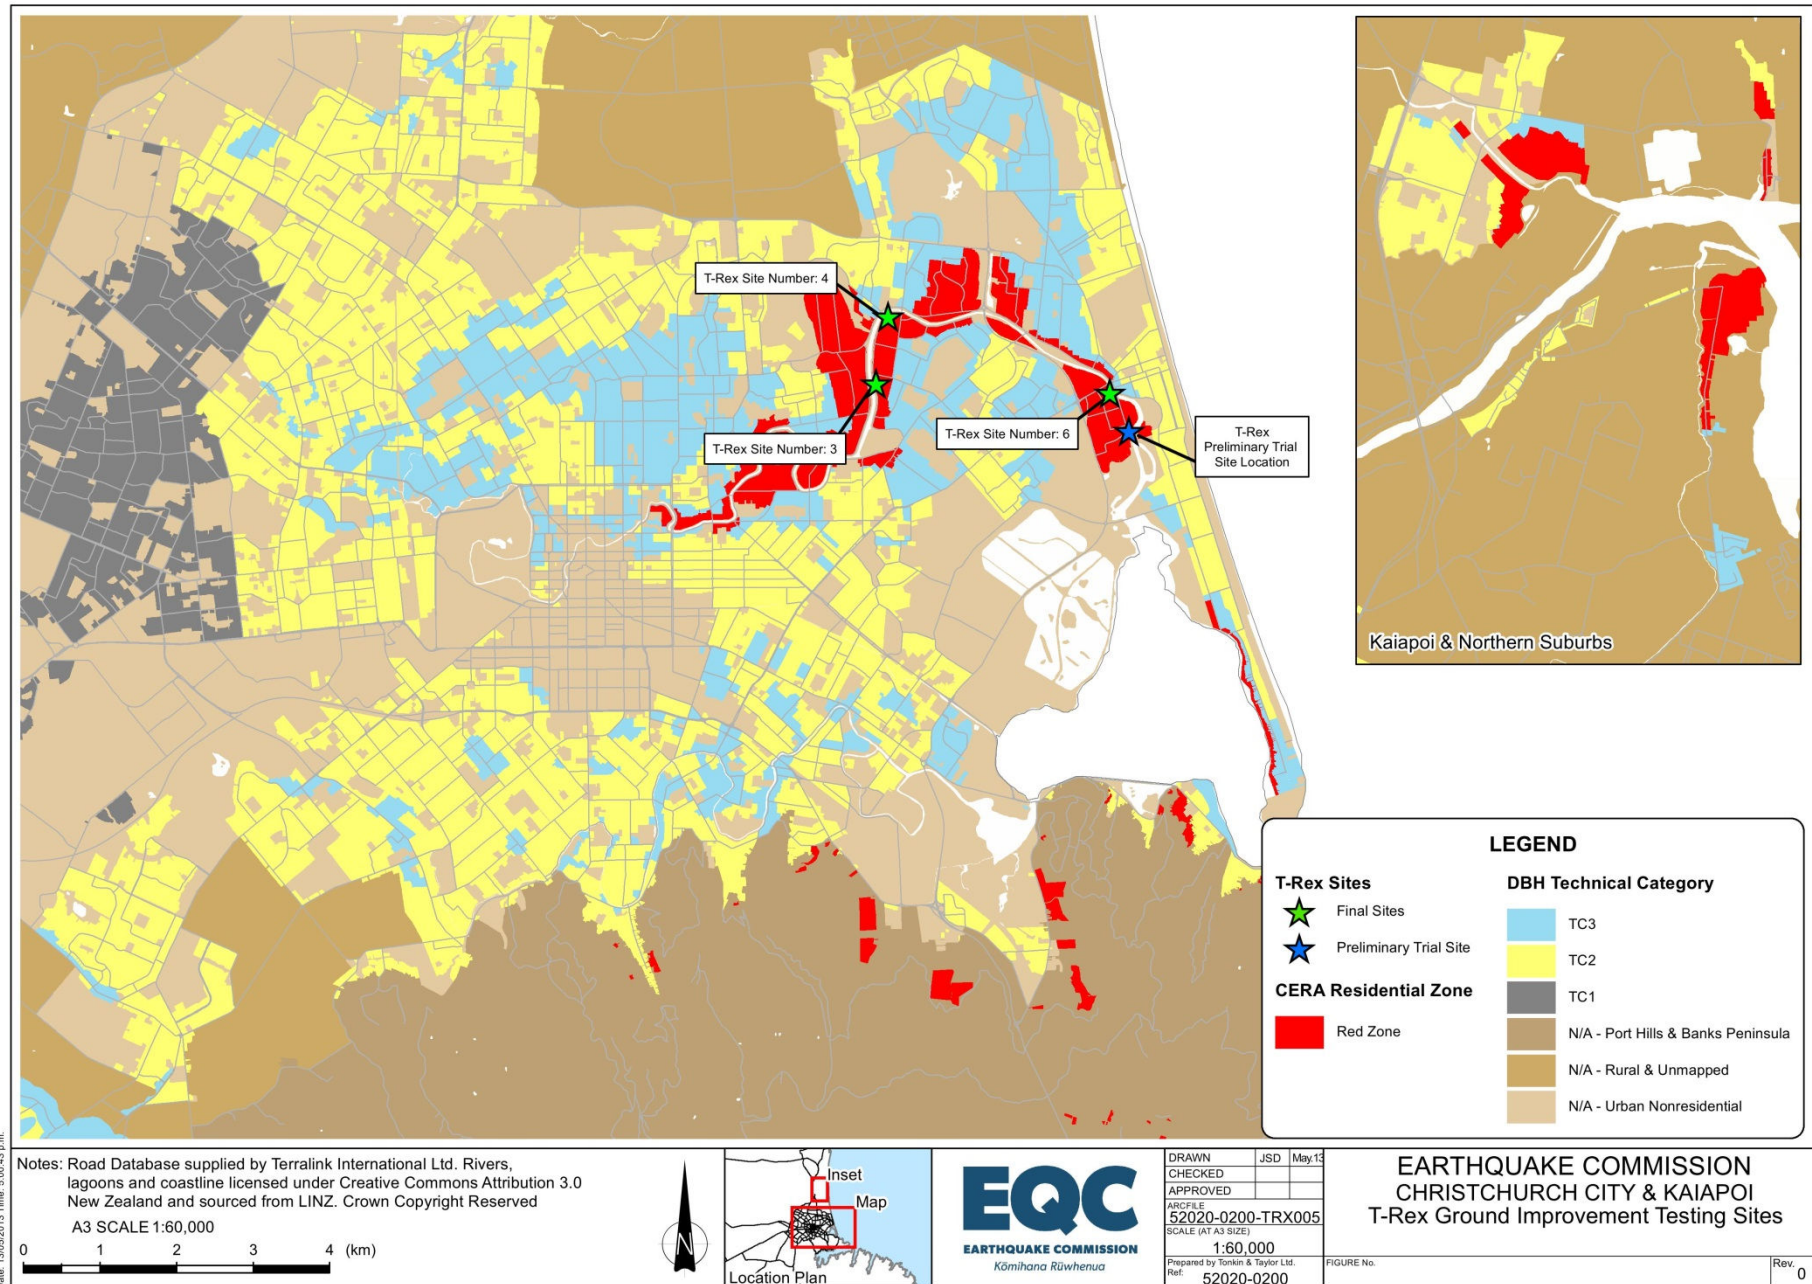 T-Rex Site Number: 4
T-Rex Site Number: 3
T-Rex Site Number: 6
T-Rex
Preliminary Trial
Site Location
Kaiapoi & Northern Suburbs
LEGEND
T-Rex Sites
Final Sites
Preliminary Trial Site
CERA Residential Zone
Red Zone
DBH Technical Category
TC3
TC2
TC1
N/A - Port Hills & Banks Peninsula
N/A - Rural & Unmapped
N/A - Urban Nonresidential
Notes: Road Database supplied by Terralink International Ltd. Rivers,
lagoons and coastline licensed under Creative Commons Attribution 3.0
New Zealand and sourced from LINZ. Crown Copyright Reserved
A3 SCALE 1:60,000
0 1 2 3 4 (km)
N
Inset
Map
Location Plan
EQC
EARTHQUAKE COMMISSION
Kōmihana Rūwhenua
DRAWN JSD May.13
CHECKED
APPROVED
ARCFILE
52020-0200-TRX005
SCALE (AT A3 SIZE)
1:60,000
Prepared by Tonkin & Taylor Ltd.
Ref: 52020-0200
EARTHQUAKE COMMISSION
CHRISTCHURCH CITY & KAIAPOI
T-Rex Ground Improvement Testing Sites
FIGURE No.
Rev.
0